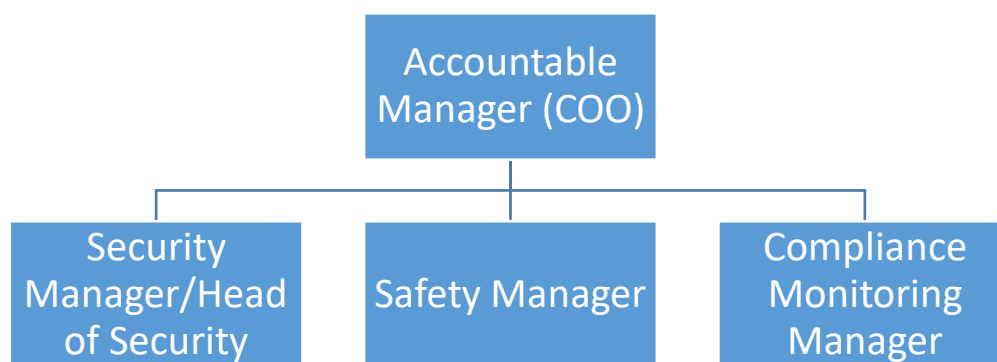 Accountable
Manager (COO)
Security
Manager/Head
of Security
Safety Manager
Compliance
Monitoring
Manager